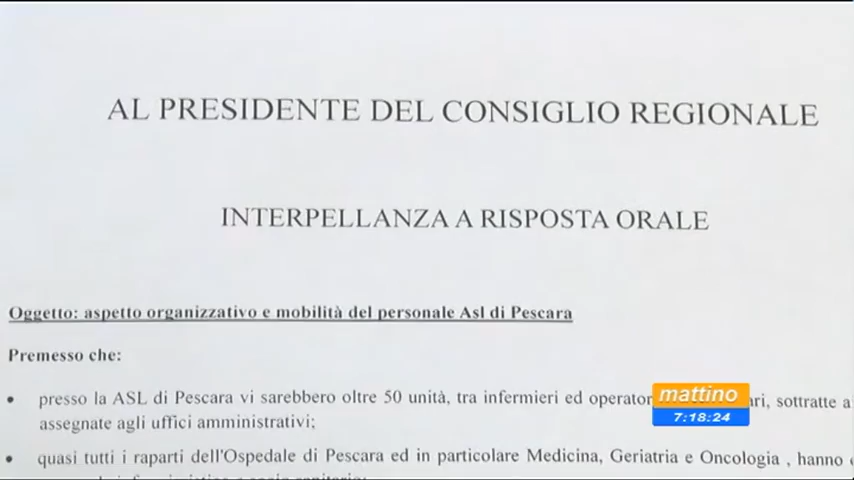 AL PRESIDENTE DEL CONSIGLIO REGIONALE
INTERPELLANZA A RISPOSTA ORALE
Oggetto: aspetto organizzativo e mobilità del personale Asl di Pescara
Premesso che:
• presso la ASL di Pescara vi sarebbero oltre 50 unità, tra infermieri ed operator ari, sottratte a
assegnate agli uffici amministrativi;
• quasi tutti i raparti dell'Ospedale di Pescara ed in particolare Medicina, Geriatria e Oncologia , hanno
mattino
7:18:24